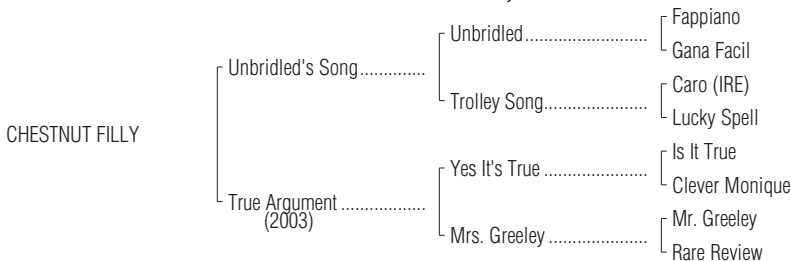 Fappiano
Unbridled..............................
Gana Facil
Unbridled's Song..............
Caro (IRE)
Trolley Song.........................
Lucky Spell
CHESTNUT FILLY
Is It True
Yes It's True .........................
Clever Monique
True Argument ...................
(2003)
Mr. Greeley
Mrs. Greeley ........................
Rare Review